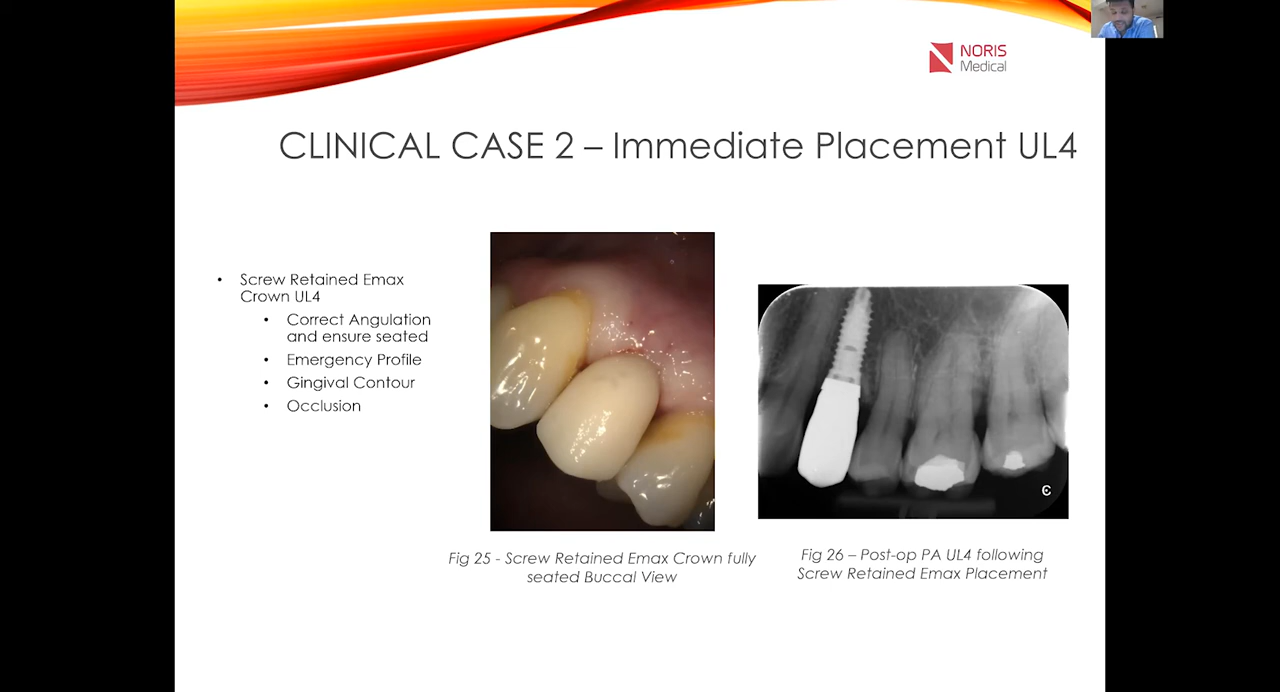 NORIS
Medical
CLINICAL CASE 2 – Immediate Placement UL4
• Screw Retained Emax
Crown UL4
• Correct Angulation
and ensure seated
• Emergency Profile
• Gingival Contour
• Occlusion
C
Fig 25 - Screw Retained Emax Crown fully
seated Buccal View
Fig 26 – Post-op PA UL4 following
Screw Retained Emax Placement